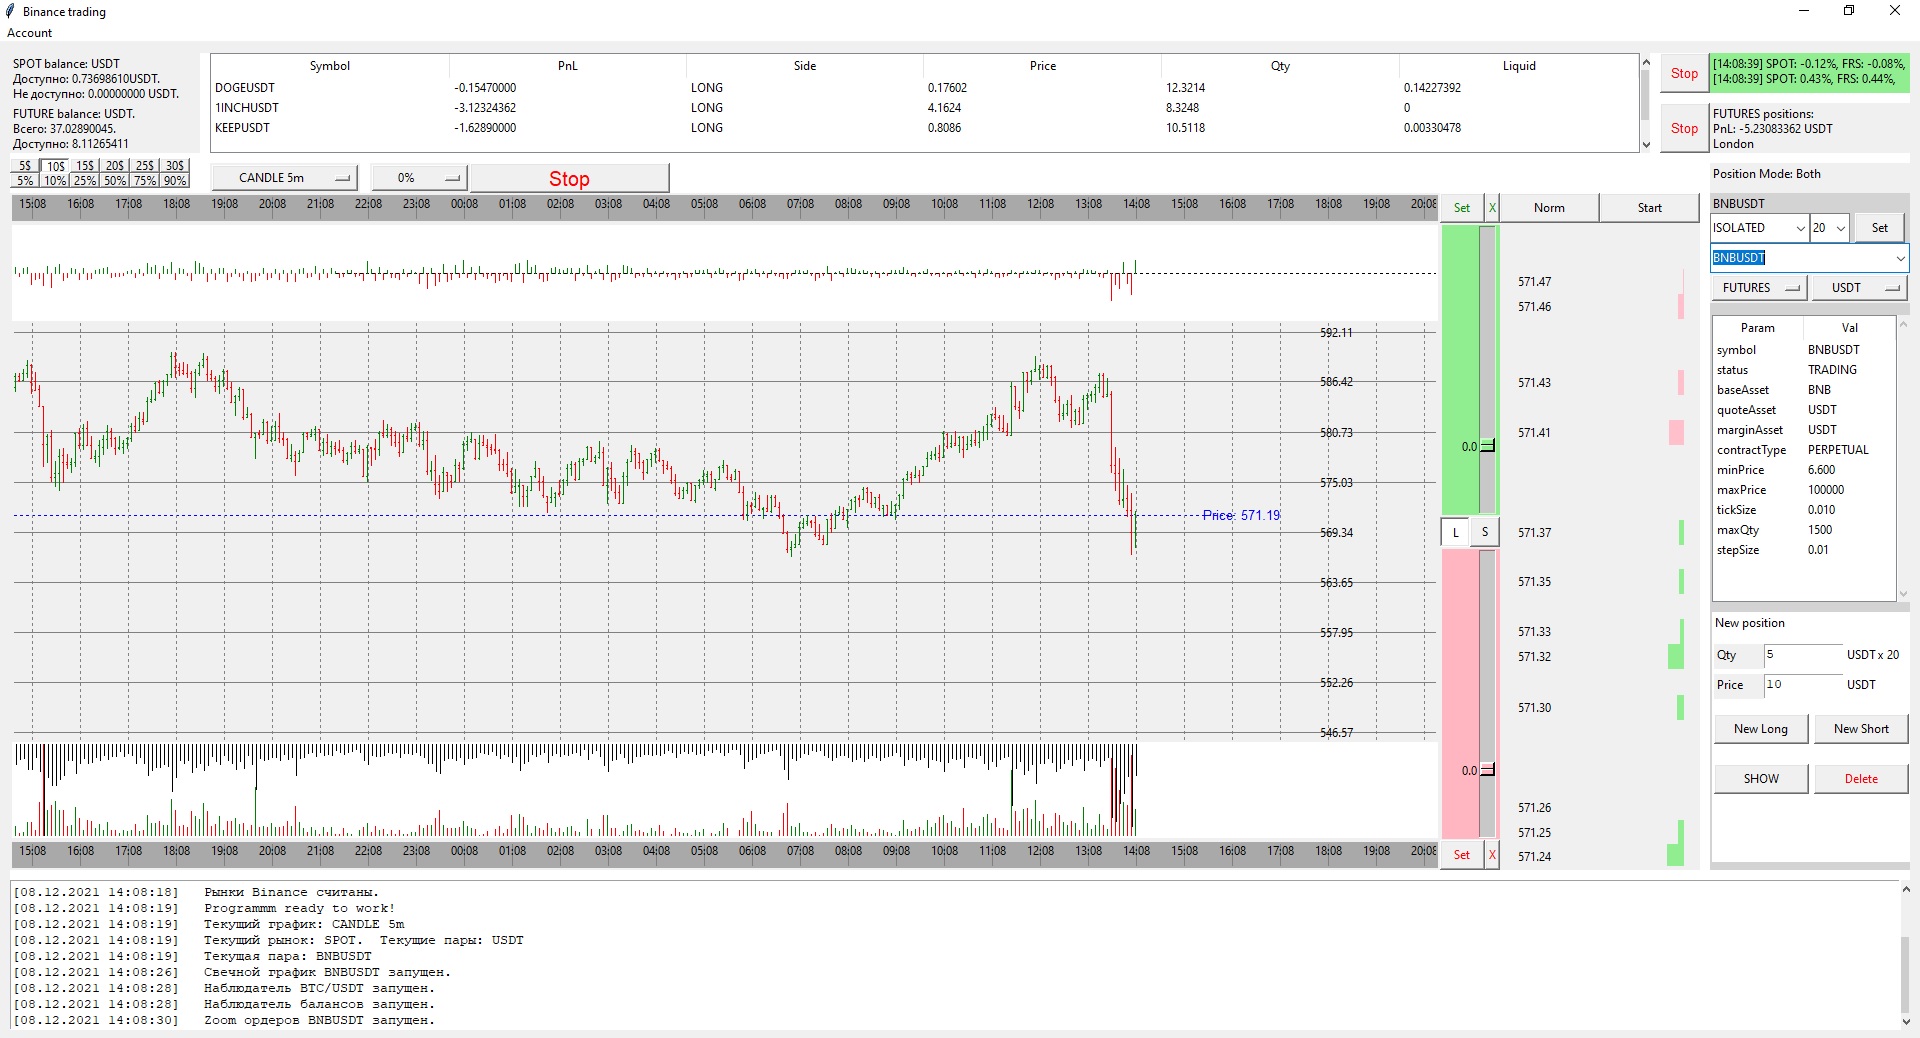 Binance trading
Account
SPOT balance: USDT
Доступно: 0.73698610USDT.
Не доступно: 0.00000000 USDT.
FUTURE balance: USDT.
Всего: 37.02890045.
Доступно: 8.11265411
5$ 10$ 15$ 20$ 25$ 30$
5% 10% 25% 50% 75% 90%
Symbol PnL Side Price Qty Liquid
DOGEUSDT -0.15470000 LONG 0.17602 12.3214 0.14227392
1INCHUSDT -3.12324362 LONG 4.1624 8.3248 0
KEEPUSDT -1.62890000 LONG 0.8086 10.5118 0.00330478
Stop
[14:08:39] SPOT: -0.12%, FRS: -0.08%,
[14:08:39] SPOT: 0.43%, FRS: 0.44%,
Stop
FUTURES positions:
PnL: -5.23083362 USDT
London
CANDLE 5m 0% Stop
15:08 16:08 17:08 18:08 19:08 20:08 21:08 22:08 23:08 00:08 01:08 02:08 03:08 04:08 05:08 06:08 07:08 08:08 09:08 10:08 11:08 12:08 13:08 14:08 15:08 16:08 17:08 18:08 19:08 20:08
592.11
586.42
580.73
575.03
Price: 571.19
569.34
563.65
557.95
552.26
546.57
15:08 16:08 17:08 18:08 19:08 20:08 21:08 22:08 23:08 00:08 01:08 02:08 03:08 04:08 05:08 06:08 07:08 08:08 09:08 10:08 11:08 12:08 13:08 14:08 15:08 16:08 17:08 18:08 19:08 20:08
Set X Norm Start
0.0
L S
0.0
Set X
571.47
571.46
571.43
571.41
571.37
571.35
571.33
571.32
571.30
571.26
571.25
571.24
Position Mode: Both
BNBUSDT
ISOLATED 20 Set
BNBUSDT
FUTURES USDT
Param Val
symbol BNBUSDT
status TRADING
baseAsset BNB
quoteAsset USDT
marginAsset USDT
contractType PERPETUAL
minPrice 6.600
maxPrice 100000
tickSize 0.010
maxQty 1500
stepSize 0.01
New position
Qty 5 USDT x 20
Price 10 USDT
New Long New Short
SHOW Delete
[08.12.2021 14:08:18] Рынки Binance считаны.
[08.12.2021 14:08:19] Programmm ready to work!
[08.12.2021 14:08:19] Текущий график: CANDLE 5m
[08.12.2021 14:08:19] Текущий рынок: SPOT. Текущие пары: USDT
[08.12.2021 14:08:19] Текущая пара: BNBUSDT
[08.12.2021 14:08:26] Свечной график BNBUSDT запущен.
[08.12.2021 14:08:28] Наблюдатель BTC/USDT запущен.
[08.12.2021 14:08:28] Наблюдатель балансов запущен.
[08.12.2021 14:08:30] Zoom ордеров BNBUSDT запущен.